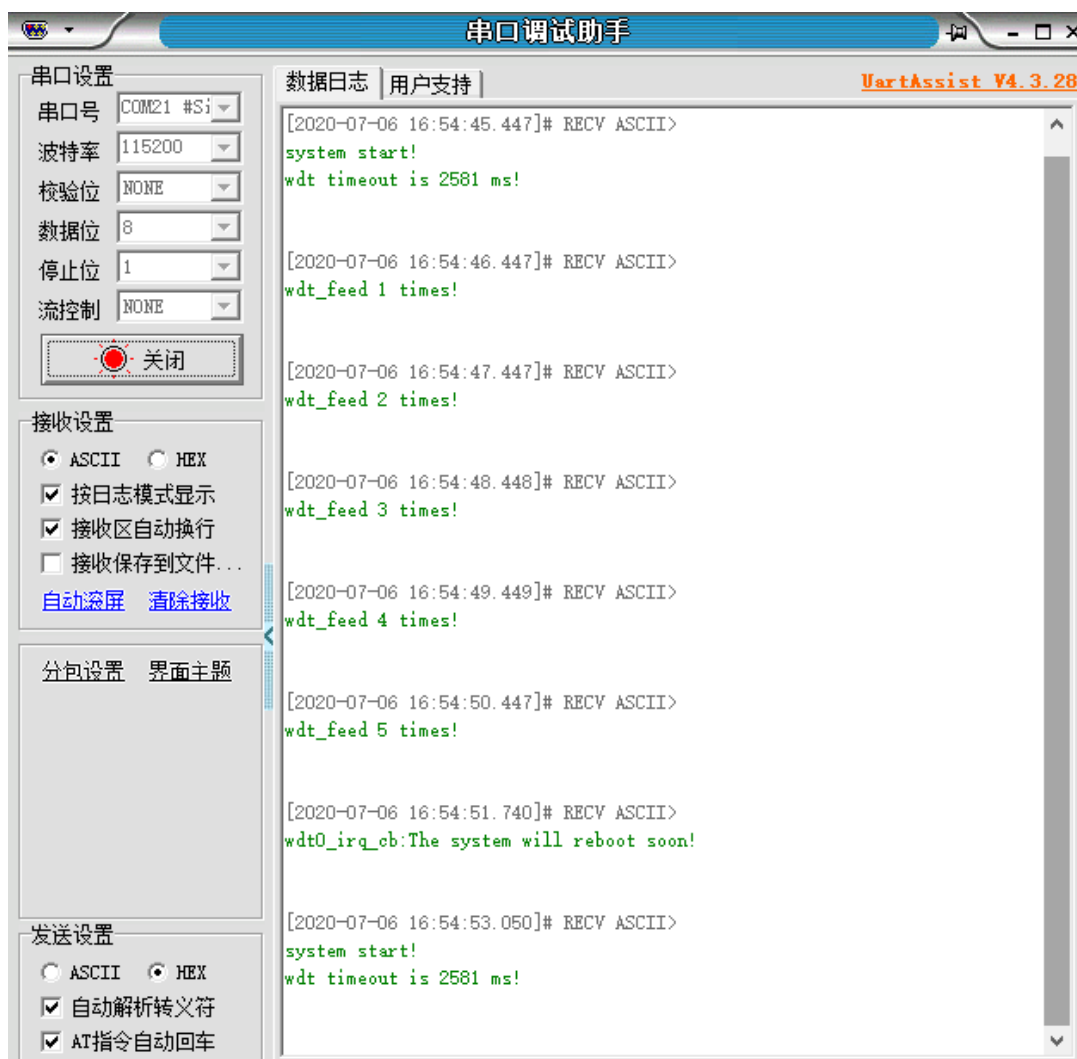 串口调试助手
串口设置
串口号 COM21 #Si
波特率 115200
校验位 NONE
数据位 8
停止位 1
流控制 NONE
关闭
接收设置
ASCII HEX
按日志模式显示
接收区自动换行
接收保存到文件...
自动滚屏 清除接收
分包设置 界面主题
发送设置
ASCII HEX
自动解析转义符
AT指令自动回车
数据日志 用户支持 UartAssist V4.3.28
[2020-07-06 16:54:45.447]# RECV ASCII>
system start!
wdt timeout is 2581 ms!
[2020-07-06 16:54:46.447]# RECV ASCII>
wdt_feed 1 times!
[2020-07-06 16:54:47.447]# RECV ASCII>
wdt_feed 2 times!
[2020-07-06 16:54:48.448]# RECV ASCII>
wdt_feed 3 times!
[2020-07-06 16:54:49.449]# RECV ASCII>
wdt_feed 4 times!
[2020-07-06 16:54:50.447]# RECV ASCII>
wdt_feed 5 times!
[2020-07-06 16:54:51.740]# RECV ASCII>
wdt0_irq_cb:The system will reboot soon!
[2020-07-06 16:54:53.050]# RECV ASCII>
system start!
wdt timeout is 2581 ms!